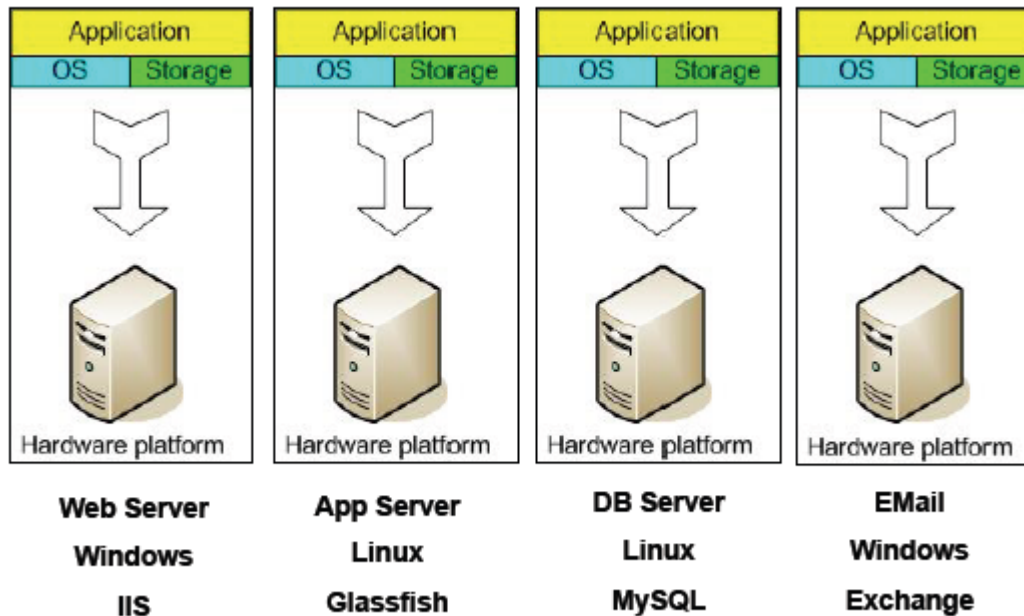 Application
OS Storage
Hardware platform
Web Server
Windows
IIS
Application
OS Storage
Hardware platform
App Server
Linux
Glassfish
Application
OS Storage
Hardware platform
DB Server
Linux
MySQL
Application
OS Storage
Hardware platform
EMail
Windows
Exchange